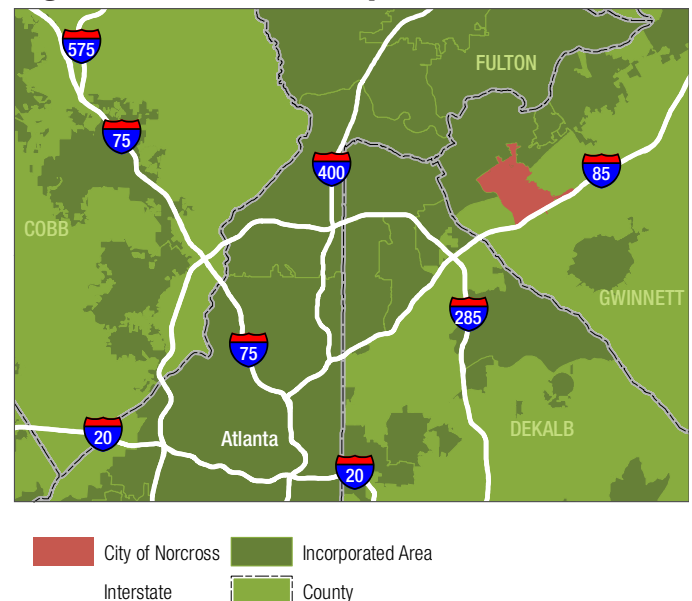 575
FULTON
75
400
85
COBB
GWINNETT
285
75
20
Atlanta
DEKALB
20
City of Norcross
Incorporated Area
Interstate
County